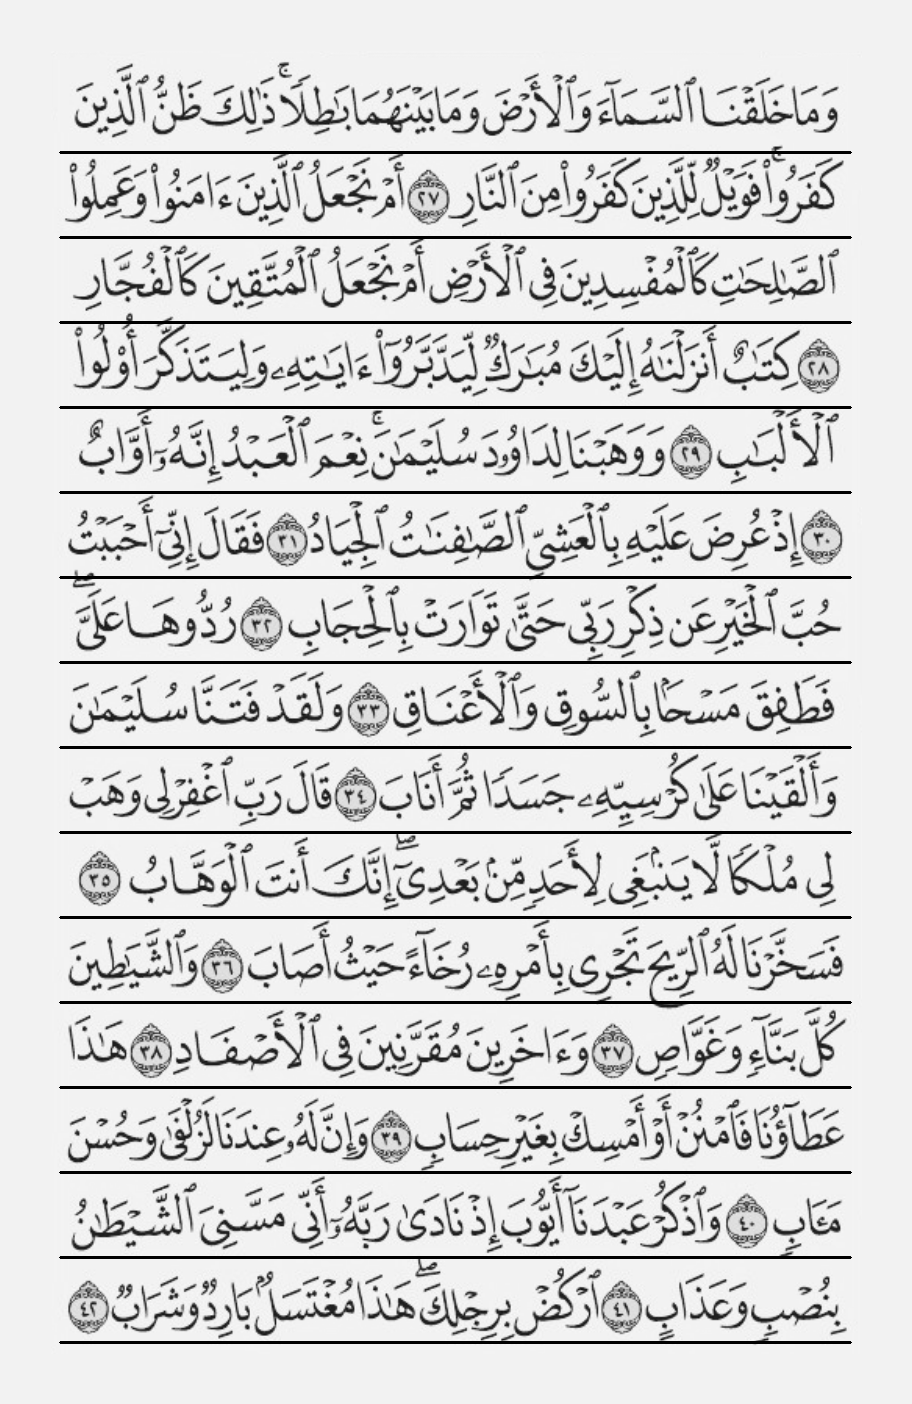 وَمَا خَلَقْنَا ٱلسَّمَآءَ وَٱلْأَرْضَ وَمَا بَيْنَهُمَا بَـٰطِلًا ۚ ذَٰلِكَ ظَنُّ ٱلَّذِينَ
كَفَرُوا۟ ۚ فَوَيْلٌ لِّلَّذِينَ كَفَرُوا۟ مِنَ ٱلنَّارِ ٢٧ أَمْ نَجْعَلُ ٱلَّذِينَ ءَامَنُوا۟ وَعَمِلُوا۟
ٱلصَّـٰلِحَـٰتِ كَٱلْمُفْسِدِينَ فِى ٱلْأَرْضِ أَمْ نَجْعَلُ ٱلْمُتَّقِينَ كَٱلْفُجَّارِ
٢٨ كِتَـٰبٌ أَنزَلْنَـٰهُ إِلَيْكَ مُبَـٰرَكٌ لِّيَدَّبَّرُوٓا۟ ءَايَـٰتِهِۦ وَلِيَتَذَكَّرَ أُو۟لُوا۟
ٱلْأَلْبَـٰبِ ٢٩ وَوَهَبْنَا لِدَاوُۥدَ سُلَيْمَـٰنَ ۚ نِعْمَ ٱلْعَبْدُ إِنَّهُۥٓ أَوَّابٌ
٣٠ إِذْ عُرِضَ عَلَيْهِ بِٱلْعَشِىِّ ٱلصَّـٰفِنَـٰتُ ٱلْجِيَادُ ٣١ فَقَالَ إِنِّىٓ أَحْبَبْتُ
حُبَّ ٱلْخَيْرِ عَن ذِكْرِ رَبِّى حَتَّىٰ تَوَارَتْ بِٱلْحِجَابِ ٣٢ رُدُّوهَا عَلَىَّ ۖ
فَطَفِقَ مَسْحًۢا بِٱلسُّوقِ وَٱلْأَعْنَاقِ ٣٣ وَلَقَدْ فَتَنَّا سُلَيْمَـٰنَ
وَأَلْقَيْنَا عَلَىٰ كُرْسِيِّهِۦ جَسَدًا ثُمَّ أَنَابَ ٣٤ قَالَ رَبِّ ٱغْفِرْ لِى وَهَبْ
لِى مُلْكًا لَّا يَنۢبَغِى لِأَحَدٍ مِّنۢ بَعْدِىٓ ۖ إِنَّكَ أَنتَ ٱلْوَهَّابُ ٣٥
فَسَخَّرْنَا لَهُ ٱلرِّيحَ تَجْرِى بِأَمْرِهِۦ رُخَآءً حَيْثُ أَصَابَ ٣٦ وَٱلشَّيَـٰطِينَ
كُلَّ بَنَّآءٍ وَغَوَّاصٍ ٣٧ وَءَاخَرِينَ مُقَرَّنِينَ فِى ٱلْأَصْفَادِ ٣٨ هَـٰذَا
عَطَآؤُنَا فَٱمْنُنْ أَوْ أَمْسِكْ بِغَيْرِ حِسَابٍ ٣٩ وَإِنَّ لَهُۥ عِندَنَا لَزُلْفَىٰ وَحُسْنَ
مَـَٔابٍ ٤٠ وَٱذْكُرْ عَبْدَنَآ أَيُّوبَ إِذْ نَادَىٰ رَبَّهُۥٓ أَنِّى مَسَّنِىَ ٱلشَّيْطَـٰنُ
بِنُصْبٍ وَعَذَابٍ ٤١ ٱرْكُضْ بِرِجْلِكَ ۖ هَـٰذَا مُغْتَسَلٌۢ بَارِدٌ وَشَرَابٌ ٤٢